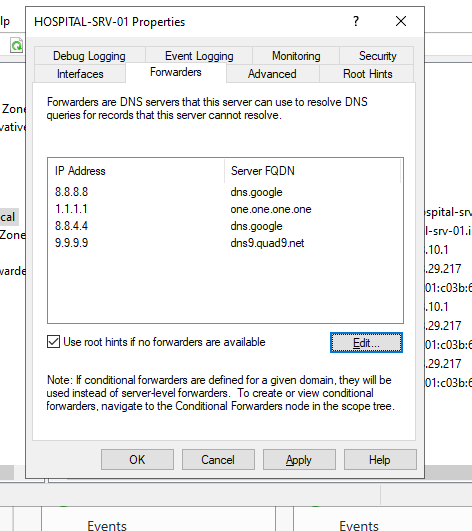 HOSPITAL-SRV-01 Properties
?
lp
Debug Logging
Event Logging
Monitoring
Security
Interfaces
Forwarders
Advanced
Root Hints
Forwarders are DNS servers that this server can use to resolve DNS
queries for records that this server cannot resolve.
IP Address
Server FQDN
8.8.8.8
dns.google
1.1.1.1
one.one.one.one
8.8.4.4
dns.google
9.9.9.9
dns9.quad9.net
Use root hints if no forwarders are available
Edit...
Note: If conditional forwarders are defined for a given domain, they will be
used instead of server-level forwarders. To create or view conditional
forwarders, navigate to the Conditional Forwarders node in the scope tree.
OK
Cancel
Apply
Help
Zone
vative
cal
Zone
warde
ospital-sr
l-srv-01.i
.10.1
.29.217
01:c03b:6
.10.1
.29.217
01:c03b:6
.29.217
01:c03b:6
Events
Events